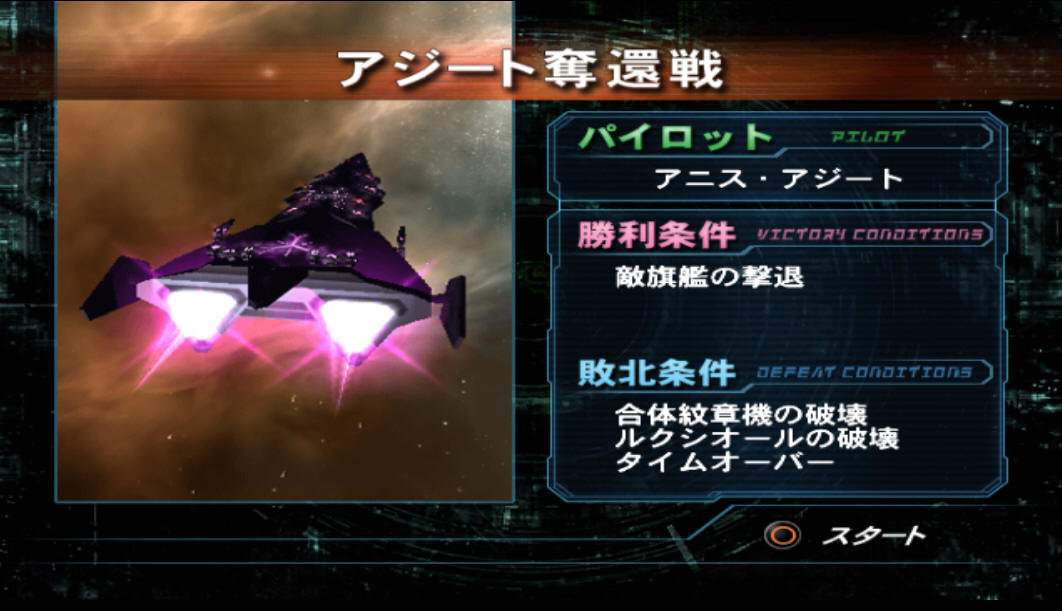 アジート奪還戦
パイロット PILOT
アニス・アジート
勝利条件 VICTORY CONDITIONS
敵旗艦の撃退
敗北条件 DEFEAT CONDITIONS
合体紋章機の破壊
ルクシオールの破壊
タイムオーバー
スタート